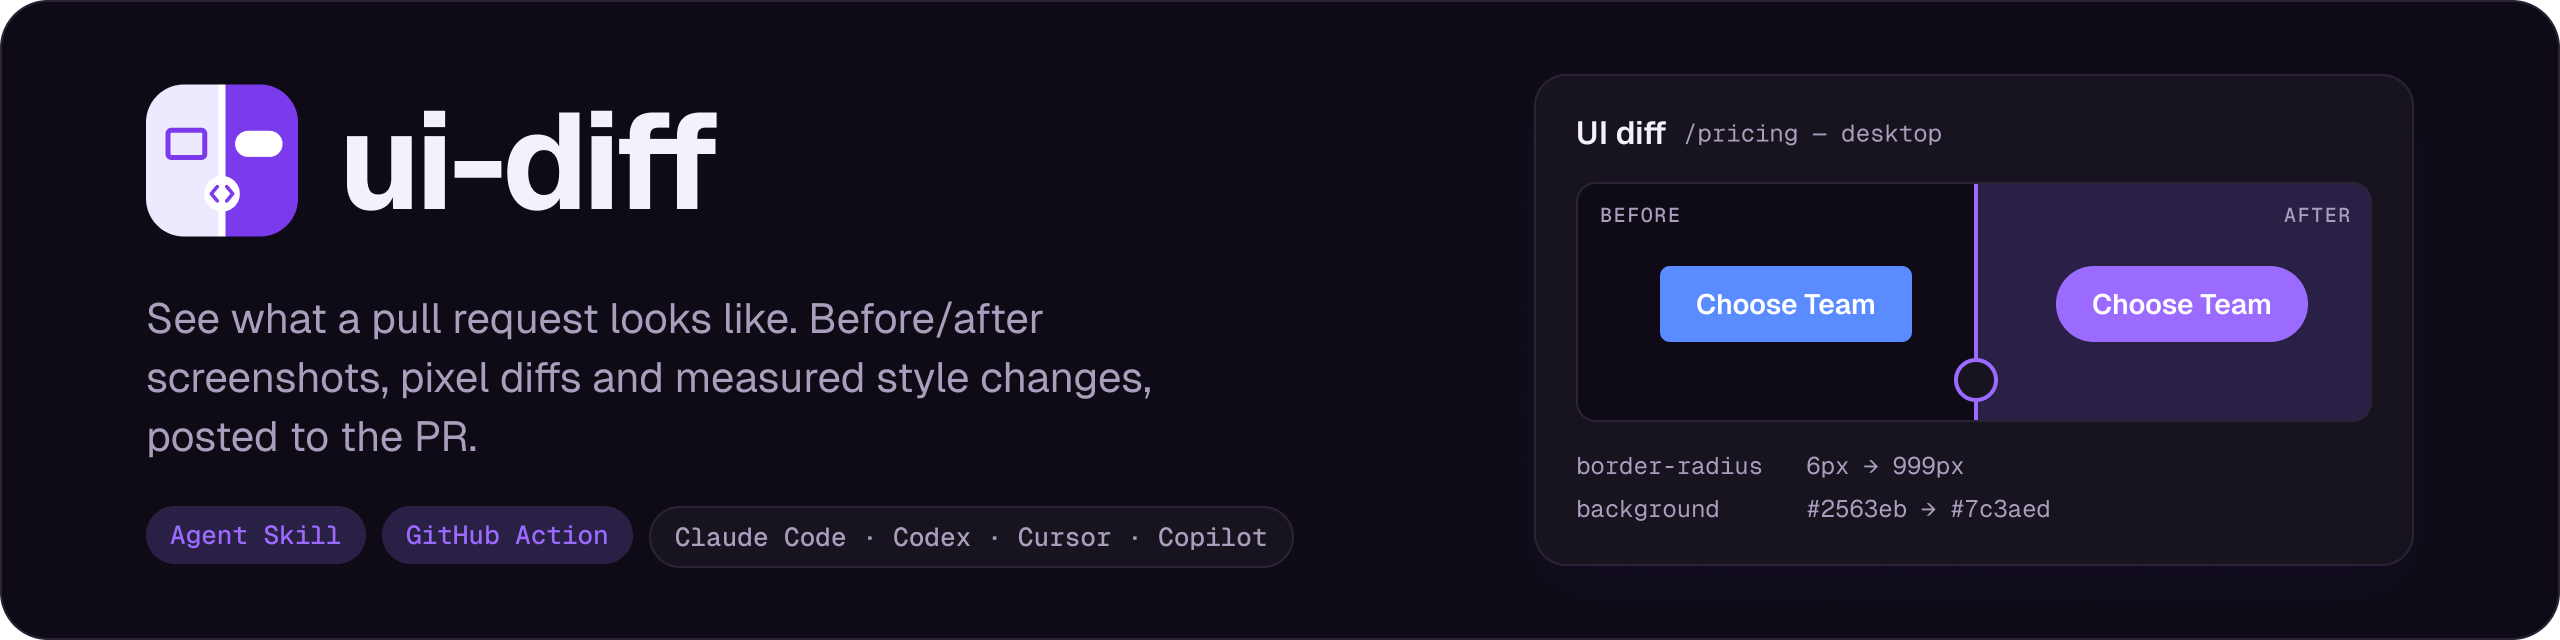 ui-diff
See what a pull request looks like. Before/after
screenshots, pixel diffs and measured style changes,
posted to the PR.
Agent Skill
GitHub Action
Claude Code · Codex · Cursor · Copilot
UI diff /pricing — desktop
BEFORE
AFTER
Choose Team
Choose Team
border-radius 6px → 999px
background #2563eb → #7c3aed